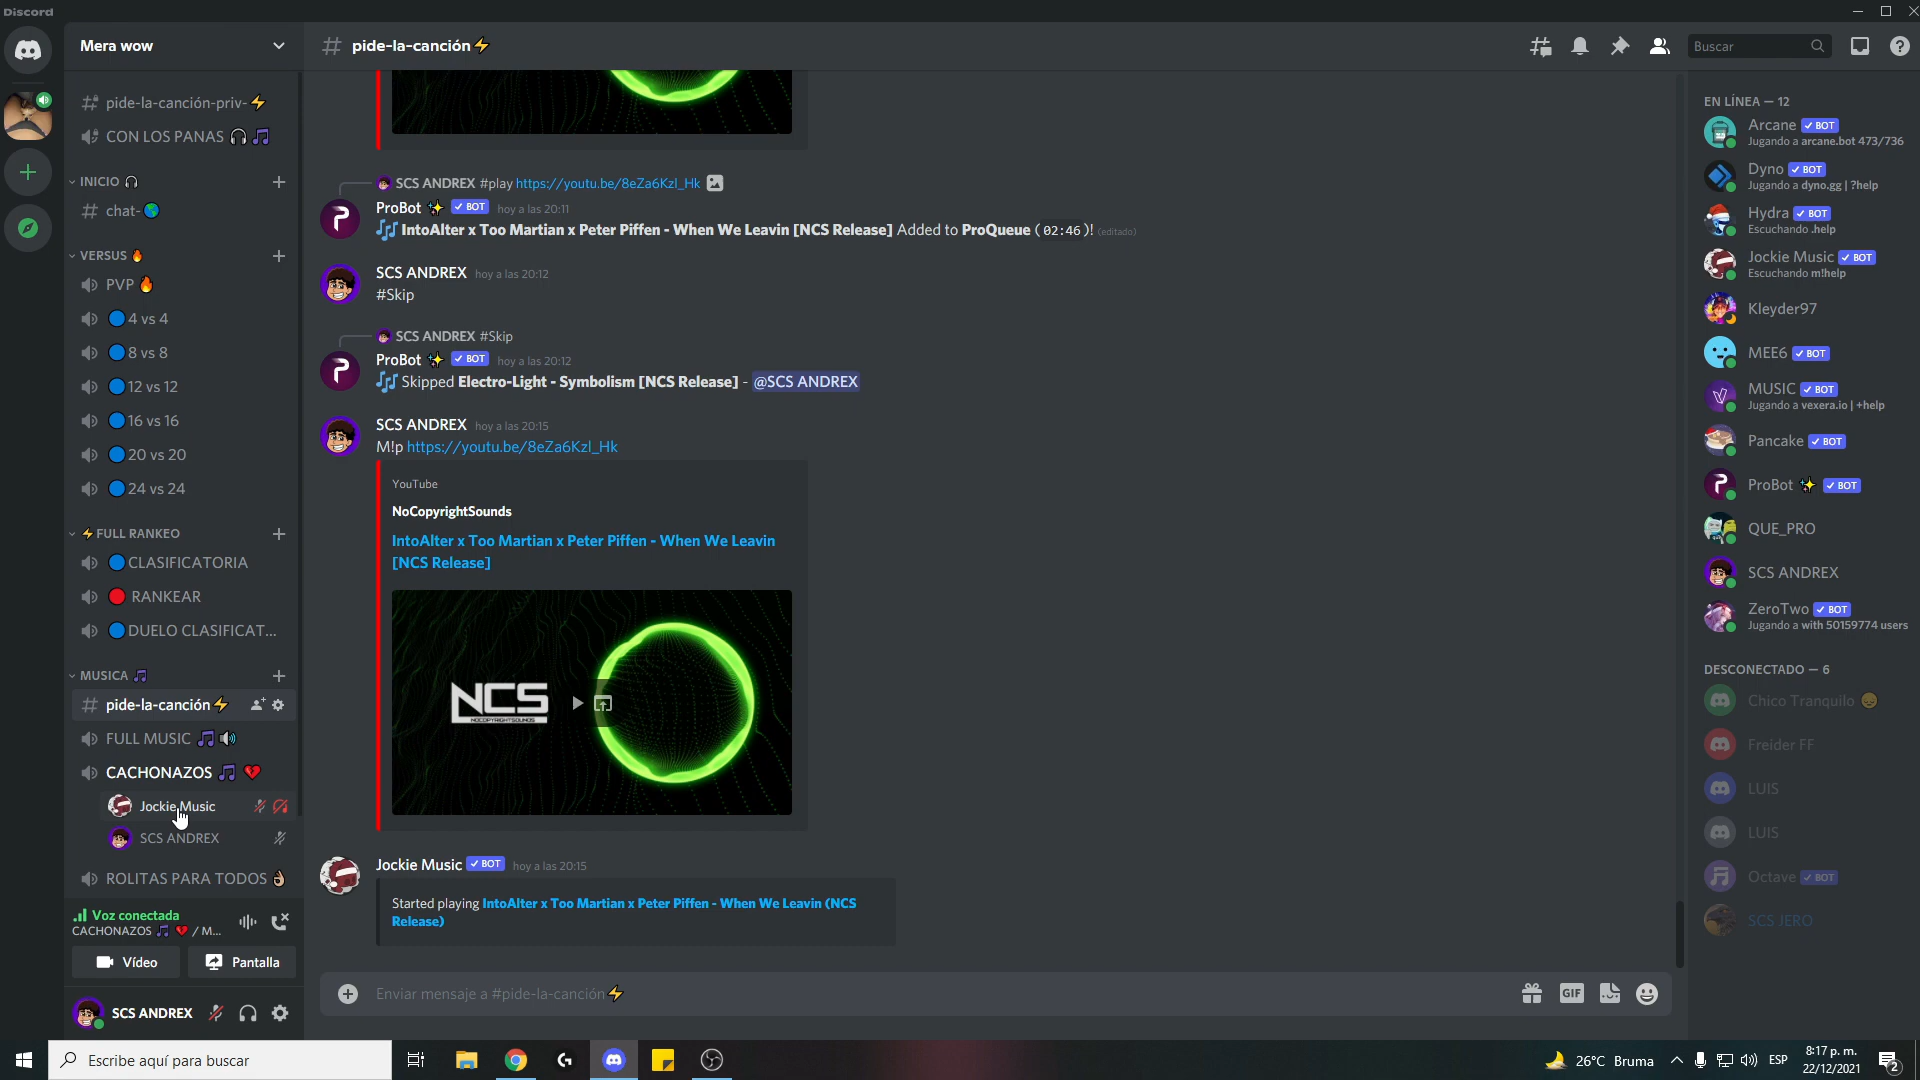 Discord
Mera wow
pide-la-canción⚡
Buscar
pide-la-canción-priv-⚡
CON LOS PANAS 🎧🎵
INICIO 🎧
chat-🌎
VERSUS🔥
PVP 🔥
🔵4 vs 4
🔵8 vs 8
🔵12 vs 12
🔵16 vs 16
🔵20 vs 20
🔵24 vs 24
⚡FULL RANKEO
🔵CLASIFICATORIA
🔴 RANKEAR
🔵DUELO CLASIFICAT...
MUSICA 🎵
pide-la-canción⚡
FULL MUSIC 🎵🔊
CACHONAZOS 🎵 💔
Jockie Music
SCS ANDREX
ROLITAS PARA TODOS 👌🏽
Voz conectada
CACHONAZOS 🎵 💔 / M...
Vídeo
Pantalla
SCS ANDREX
SCS ANDREX #play https://youtu.be/8eZa6Kzl_Hk
ProBot ✨ BOT hoy a las 20:11
🎶 IntoAlter x Too Martian x Peter Piffen - When We Leavin [NCS Release] Added to ProQueue (02:46)! (editado)
SCS ANDREX hoy a las 20:12
#Skip
SCS ANDREX #Skip
ProBot ✨ BOT hoy a las 20:12
🎶 Skipped Electro-Light - Symbolism [NCS Release] - @SCS ANDREX
SCS ANDREX hoy a las 20:15
M!p https://youtu.be/8eZa6Kzl_Hk
YouTube
NoCopyrightSounds
IntoAlter x Too Martian x Peter Piffen - When We Leavin
[NCS Release]
NCS
NOCOPYRIGHTSOUNDS
Jockie Music BOT hoy a las 20:15
Started playing IntoAlter x Too Martian x Peter Piffen - When We Leavin (NCS
Release)
Enviar mensaje a #pide-la-canción⚡
GIF
EN LÍNEA — 12
Arcane BOT
Jugando a arcane.bot 473/736
Dyno BOT
Jugando a dyno.gg | ?help
Hydra BOT
Escuchando .help
Jockie Music BOT
Escuchando m!help
Kleyder97
MEE6 BOT
MUSIC BOT
Jugando a vexera.io | +help
Pancake BOT
ProBot ✨ BOT
QUE_PRO
SCS ANDREX
ZeroTwo BOT
Jugando a with 50159774 users
DESCONECTADO — 6
Chico Tranquilo 😔
Freider FF
LUIS
LUIS
Octave BOT
SCS JERO
Escribe aquí para buscar
26°C Bruma
ESP
8:17 p. m.
22/12/2021
2